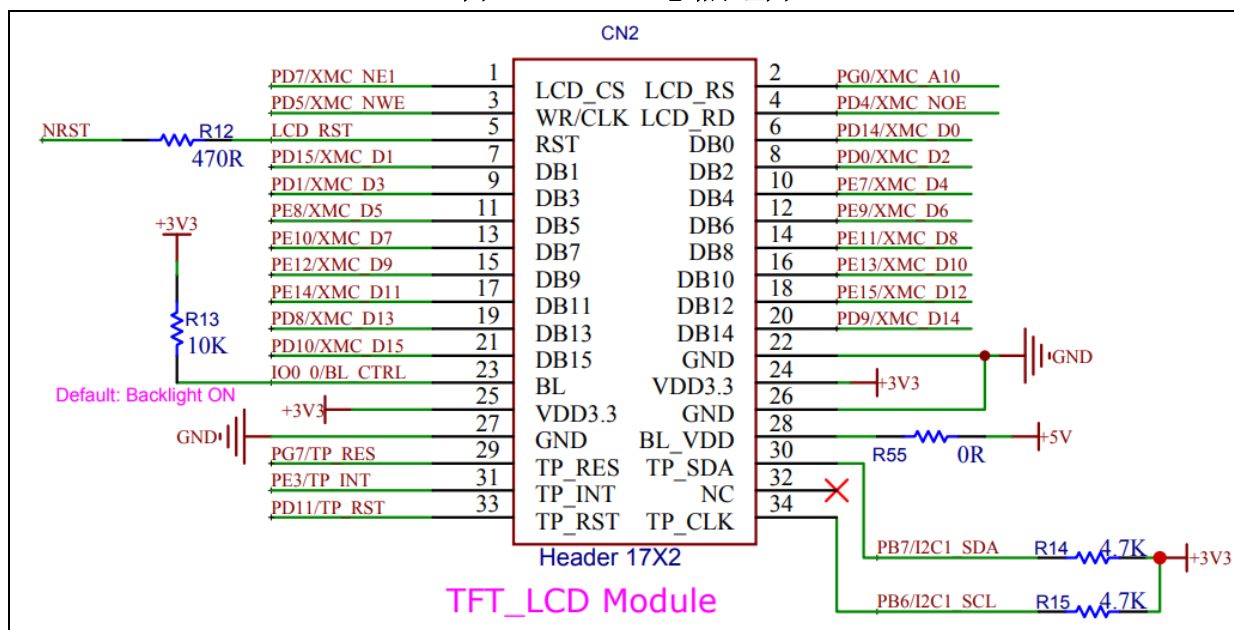 CN2
PD7/XMC_NE1 1 LCD_CS LCD_RS 2 PG0/XMC_A10
PD5/XMC_NWE 3 WR/CLK LCD_RD 4 PD4/XMC_NOE
NRST R12 470R LCD_RST 5 RST DB0 6 PD14/XMC_D0
PD15/XMC_D1 7 DB1 DB2 8 PD0/XMC_D2
PD1/XMC_D3 9 DB3 DB4 10 PE7/XMC_D4
PE8/XMC_D5 11 DB5 DB6 12 PE9/XMC_D6
+3V3
PE10/XMC_D7 13 DB7 DB8 14 PE11/XMC_D8
PE12/XMC_D9 15 DB9 DB10 16 PE13/XMC_D10
PE14/XMC_D11 17 DB11 DB12 18 PE15/XMC_D12
R13 10K
PD8/XMC_D13 19 DB13 DB14 20 PD9/XMC_D14
PD10/XMC_D15 21 DB15 GND 22 GND
IO0_0/BL_CTRL 23 BL VDD3.3 24 +3V3
Default: Backlight ON
+3V3 25 VDD3.3 GND 26
GND 27 GND BL_VDD 28 R55 0R +5V
PG7/TP_RES 29 TP_RES TP_SDA 30
PE3/TP_INT 31 TP_INT NC 32
PD11/TP_RST 33 TP_RST TP_CLK 34
PB7/I2C1_SDA R14 4.7K +3V3
Header 17X2
PB6/I2C1_SCL R15 4.7K
TFT_LCD Module